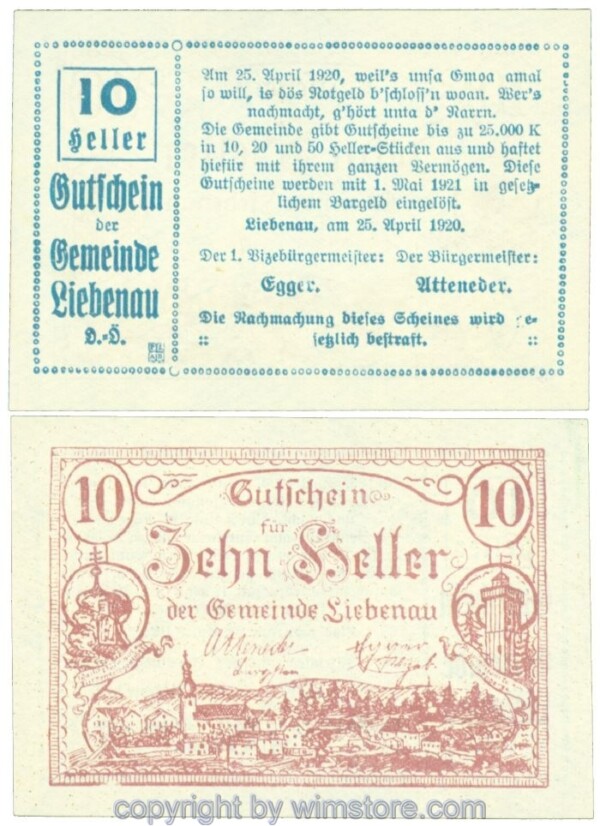 10
Heller
Gutschein
der
Gemeinde
Liebenau
O.-Ö.
Am 25. April 1920, weil's unsa Gmoa amal
so will, is dös Notgeld b'schloss'n woan. Wer's
nachmacht, g'hört unta d' Narrn.
Die Gemeinde gibt Gutscheine bis zu 25.000 K
in 10, 20 und 50 Heller-Stücken aus und haftet
hiefür mit ihrem ganzen Vermögen. Diese
Gutscheine werden mit 1. Mai 1921 in gesetz-
lichem Bargeld eingelöst.
Liebenau, am 25. April 1920.
Der 1. Vizebürgermeister: Der Bürgermeister:
Egger. Atteneder.
Die Nachmachung dieses Scheines wird ge-
:: setzlich bestraft. ::
10 Gutschein 10
für
Zehn Heller
der Gemeinde Liebenau
Atteneder Egger
copyright by wimstore.com